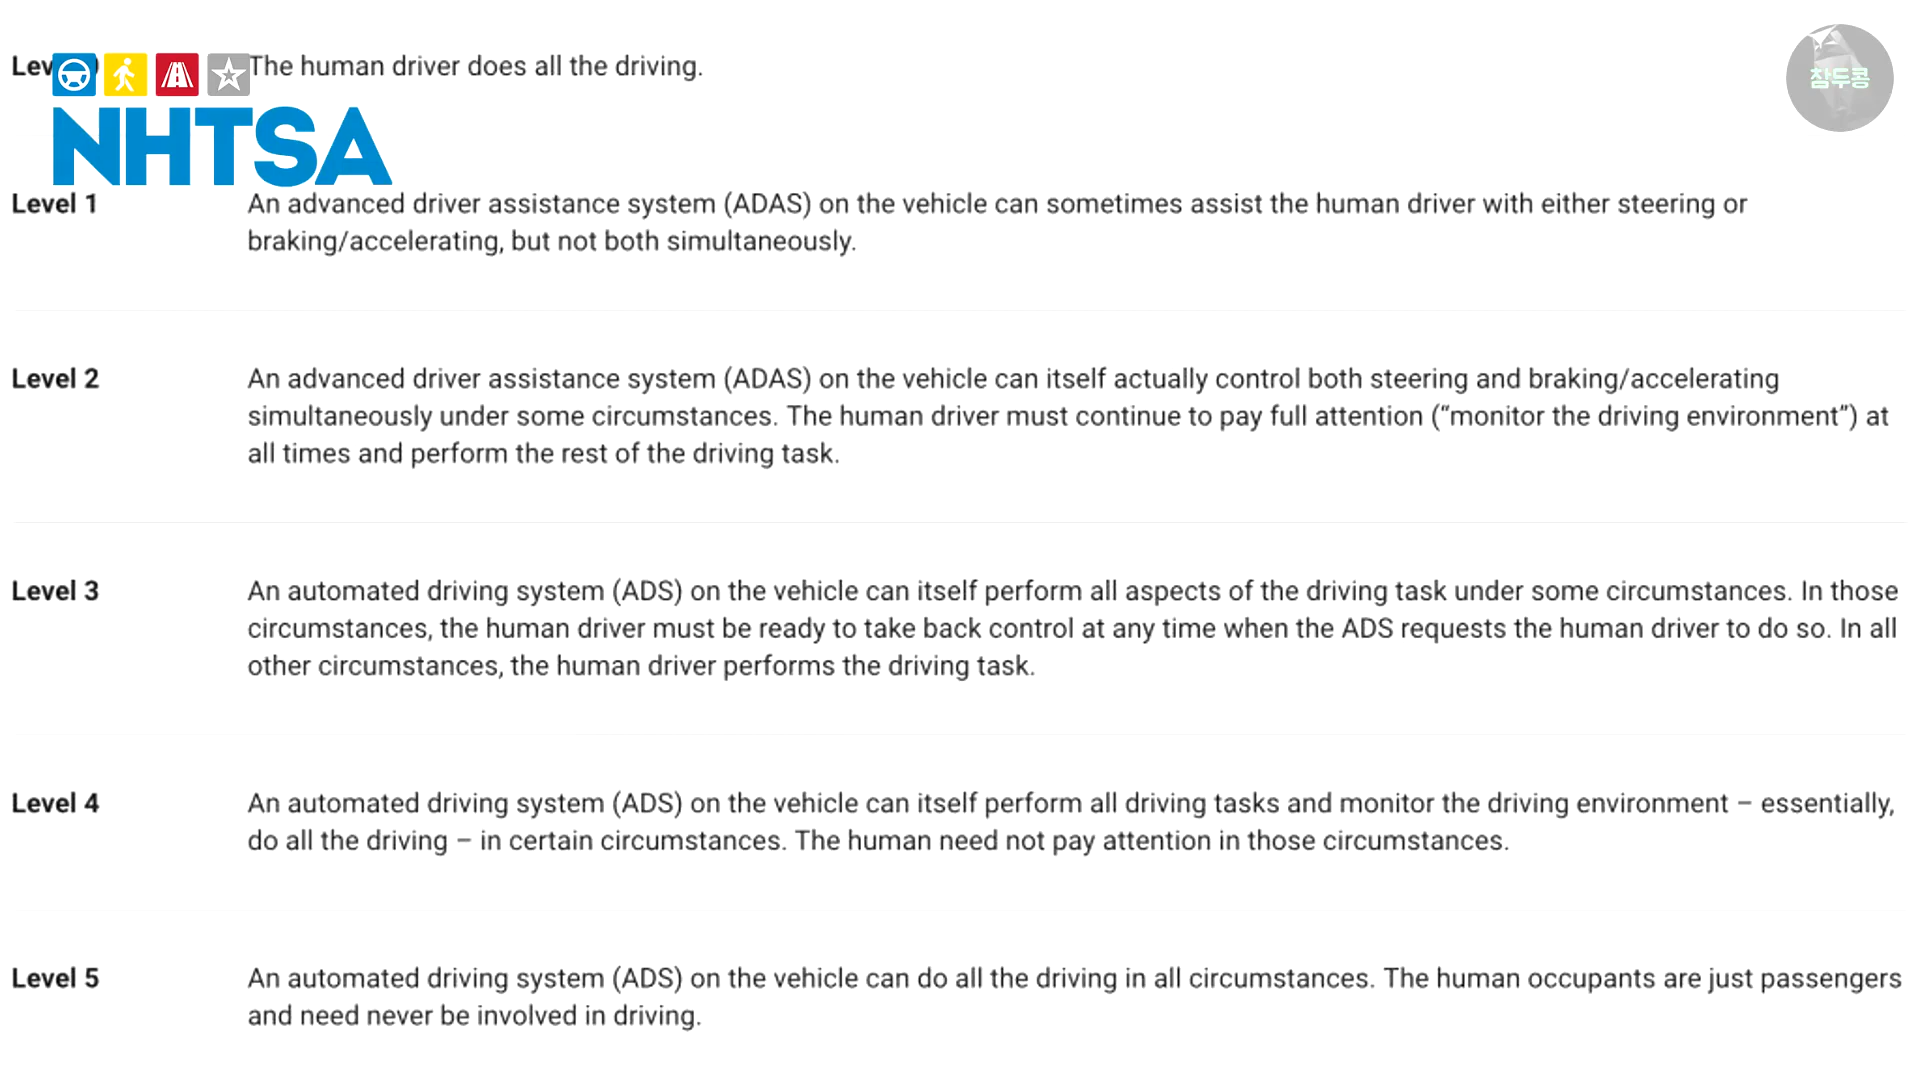 Lev
The human driver does all the driving.
참두콩
NHTSA
Level 1
An advanced driver assistance system (ADAS) on the vehicle can sometimes assist the human driver with either steering or
braking/accelerating, but not both simultaneously.
Level 2
An advanced driver assistance system (ADAS) on the vehicle can itself actually control both steering and braking/accelerating
simultaneously under some circumstances. The human driver must continue to pay full attention (“monitor the driving environment”) at
all times and perform the rest of the driving task.
Level 3
An automated driving system (ADS) on the vehicle can itself perform all aspects of the driving task under some circumstances. In those
circumstances, the human driver must be ready to take back control at any time when the ADS requests the human driver to do so. In all
other circumstances, the human driver performs the driving task.
Level 4
An automated driving system (ADS) on the vehicle can itself perform all driving tasks and monitor the driving environment – essentially,
do all the driving – in certain circumstances. The human need not pay attention in those circumstances.
Level 5
An automated driving system (ADS) on the vehicle can do all the driving in all circumstances. The human occupants are just passengers
and need never be involved in driving.